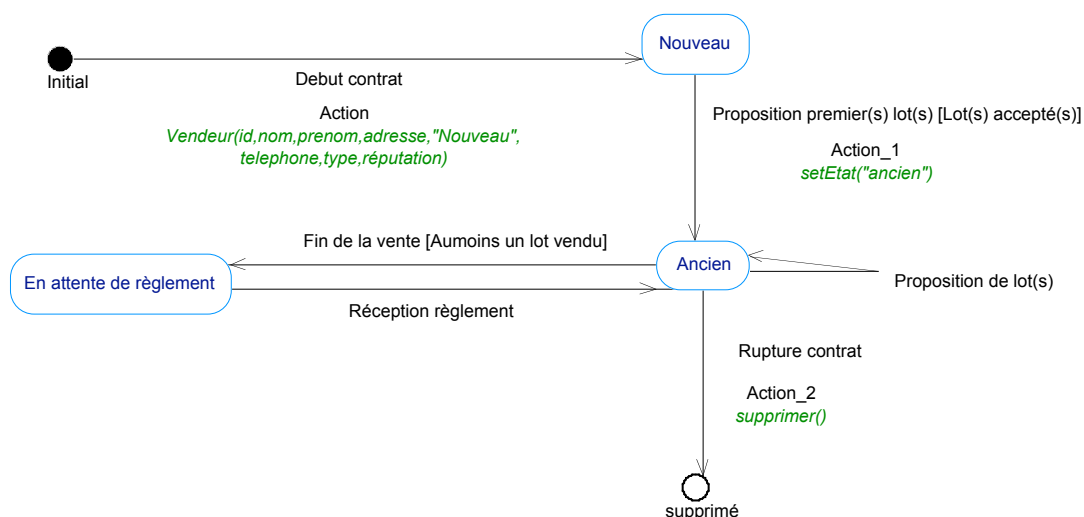 Nouveau
Initial
Debut contrat
Action
Vendeur(id,nom,prenom,adresse,"Nouveau",
telephone,type,réputation)
Proposition premier(s) lot(s) [Lot(s) accepté(s)]
Action_1
setEtat("ancien")
Fin de la vente [Aumoins un lot vendu]
Ancien
En attente de règlement
Proposition de lot(s)
Réception règlement
Rupture contrat
Action_2
supprimer()
supprimé